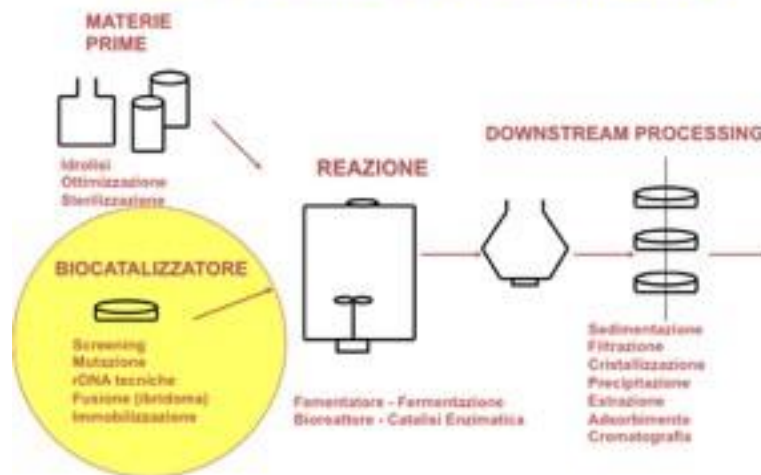 MATERIE
PRIME
Idrolisi
Ottimizzazione
Sterilizzazione
BIOCATALIZZATORE
Screening
Mutazione
rDNA tecniche
Fusione (ibridoma)
Immobilizzazione
REAZIONE
Fementatore - Fermentazione
Bioreattore - Catalisi Enzimatica
DOWNSTREAM PROCESSING
Sedimentazione
Filtrazione
Cristallizzazione
Precipitazione
Estrazione
Adsorbimento
Cromatografia